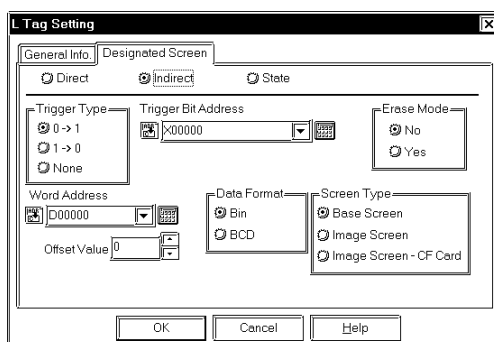 L Tag Setting
General Info. Designated Screen
Direct Indirect State
Trigger Type Trigger Bit Address Erase Mode
0 -> 1 X00000 No
1 -> 0 Yes
None
Word Address Data Format Screen Type
D00000 Bin Base Screen
BCD Image Screen
Offset Value 0 Image Screen - CF Card
OK Cancel Help